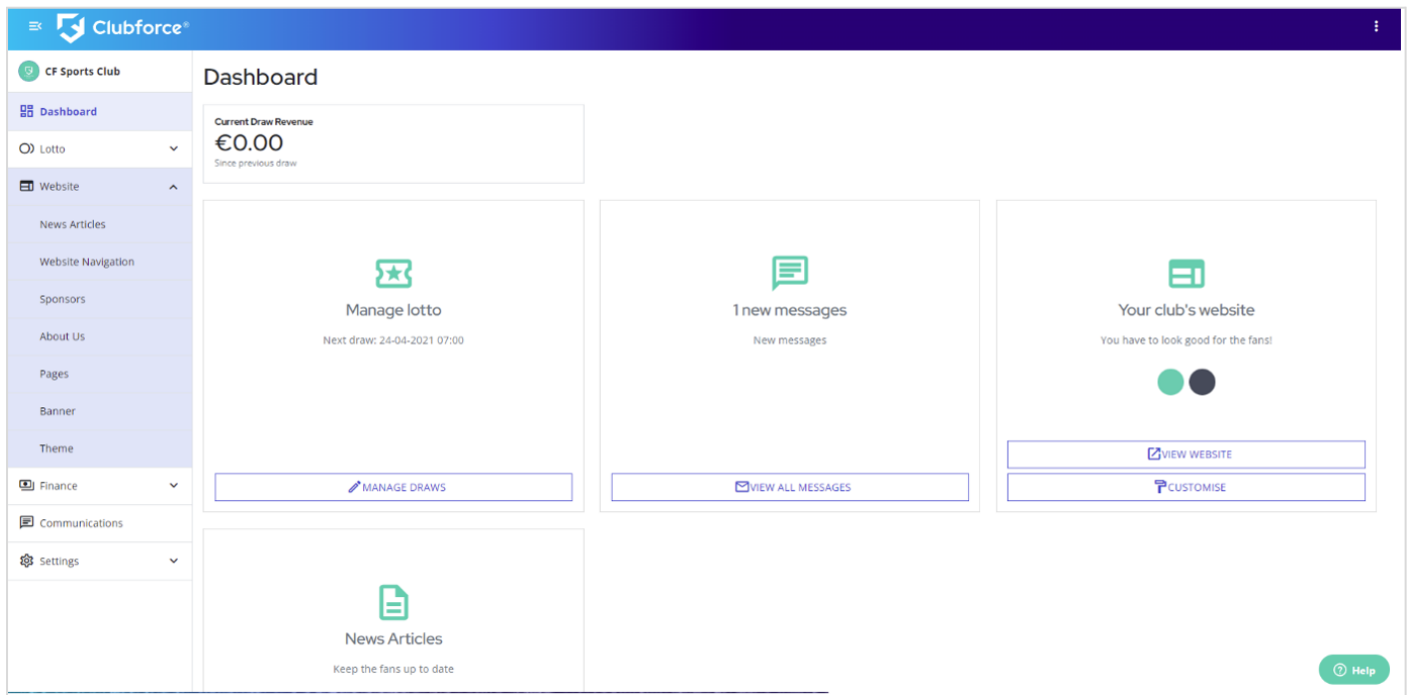 Clubforce®
CF Sports Club
Dashboard
Lotto
Website
News Articles
Website Navigation
Sponsors
About Us
Pages
Banner
Theme
Finance
Communications
Settings
Dashboard
Current Draw Revenue
€0.00
Since previous draw
Manage lotto
Next draw: 24-04-2021 07:00
MANAGE DRAWS
1 new messages
New messages
VIEW ALL MESSAGES
Your club's website
You have to look good for the fans!
VIEW WEBSITE
CUSTOMISE
News Articles
Keep the fans up to date
Help